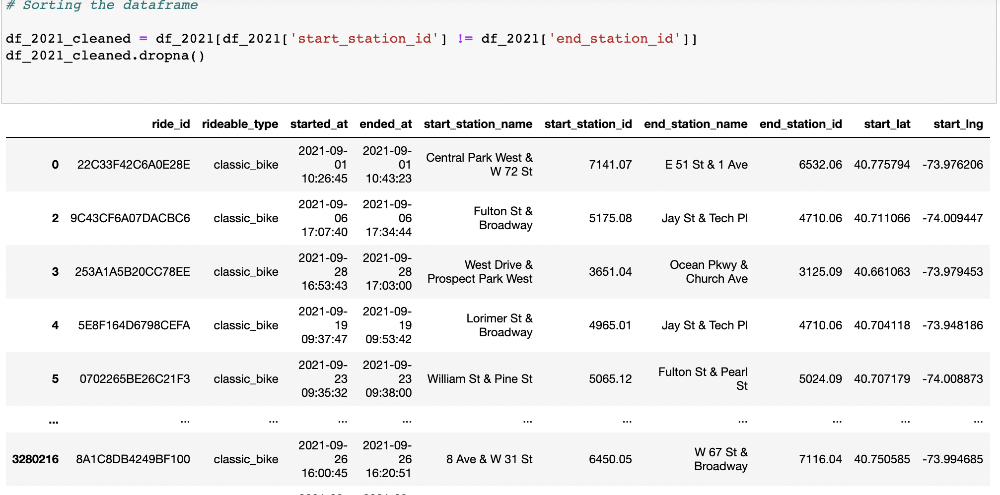 # Sorting the dataframe
df_2021_cleaned = df_2021[df_2021['start_station_id'] != df_2021['end_station_id']]
df_2021_cleaned.dropna()
ride_id rideable_type started_at ended_at start_station_name start_station_id end_station_name end_station_id start_lat start_lng
0 22C33F42C6A0E28E classic_bike 2021-09-01 10:26:45 2021-09-01 10:43:23 Central Park West & W 72 St 7141.07 E 51 St & 1 Ave 6532.06 40.775794 -73.976206
2 9C43CF6A07DACBC6 classic_bike 2021-09-06 17:07:40 2021-09-06 17:34:44 Fulton St & Broadway 5175.08 Jay St & Tech Pl 4710.06 40.711066 -74.009447
3 253A1A5B20CC78EE classic_bike 2021-09-28 16:53:43 2021-09-28 17:03:00 West Drive & Prospect Park West 3651.04 Ocean Pkwy & Church Ave 3125.09 40.661063 -73.979453
4 5E8F164D6798CEFA classic_bike 2021-09-19 09:37:47 2021-09-19 09:53:42 Lorimer St & Broadway 4965.01 Jay St & Tech Pl 4710.06 40.704118 -73.948186
5 0702265BE26C21F3 classic_bike 2021-09-23 09:35:32 2021-09-23 09:38:00 William St & Pine St 5065.12 Fulton St & Pearl St 5024.09 40.707179 -74.008873
... ... ... ... ... ... ... ... ... ... ...
3280216 8A1C8DB4249BF100 classic_bike 2021-09-26 16:00:45 2021-09-26 16:20:51 8 Ave & W 31 St 6450.05 W 67 St & Broadway 7116.04 40.750585 -73.994685